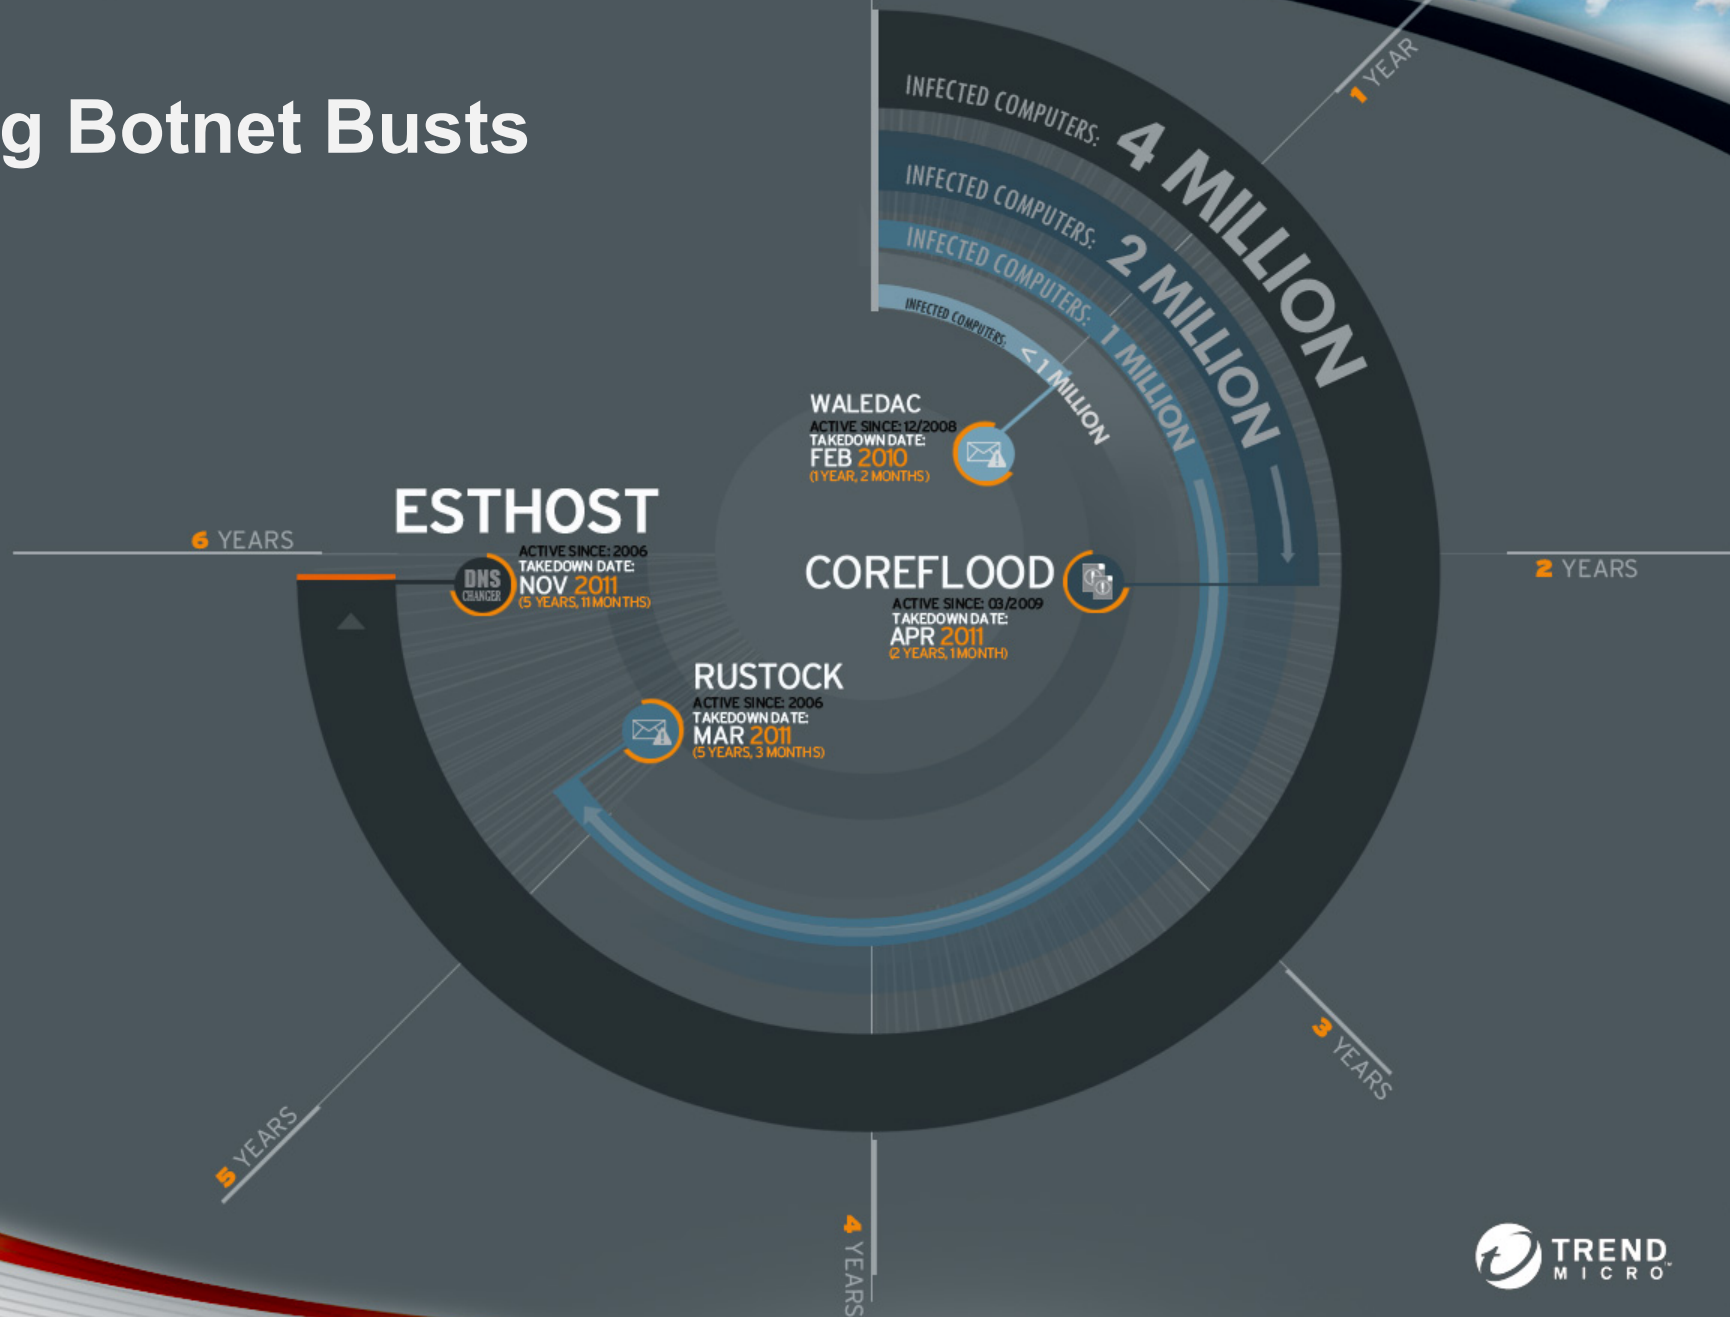 g Botnet Busts
INFECTED COMPUTERS: 4 MILLION
INFECTED COMPUTERS: 2 MILLION
INFECTED COMPUTERS: 1 MILLION
INFECTED COMPUTERS: < 1 MILLION
1 YEAR
WALEDAC
ACTIVE SINCE: 12/2008
TAKEDOWN DATE:
FEB 2010
(1 YEAR, 2 MONTHS)
ESTHOST
ACTIVE SINCE: 2006
TAKEDOWN DATE:
NOV 2011
(5 YEARS, 11 MONTHS)
DNS
CHANGER
6 YEARS
COREFLOOD
ACTIVE SINCE: 03/2009
TAKEDOWN DATE:
APR 2011
(2 YEARS, 1 MONTH)
2 YEARS
RUSTOCK
ACTIVE SINCE: 2006
TAKEDOWN DATE:
MAR 2011
(5 YEARS, 3 MONTHS)
3 YEARS
5 YEARS
4 YEARS
TREND
MICRO™